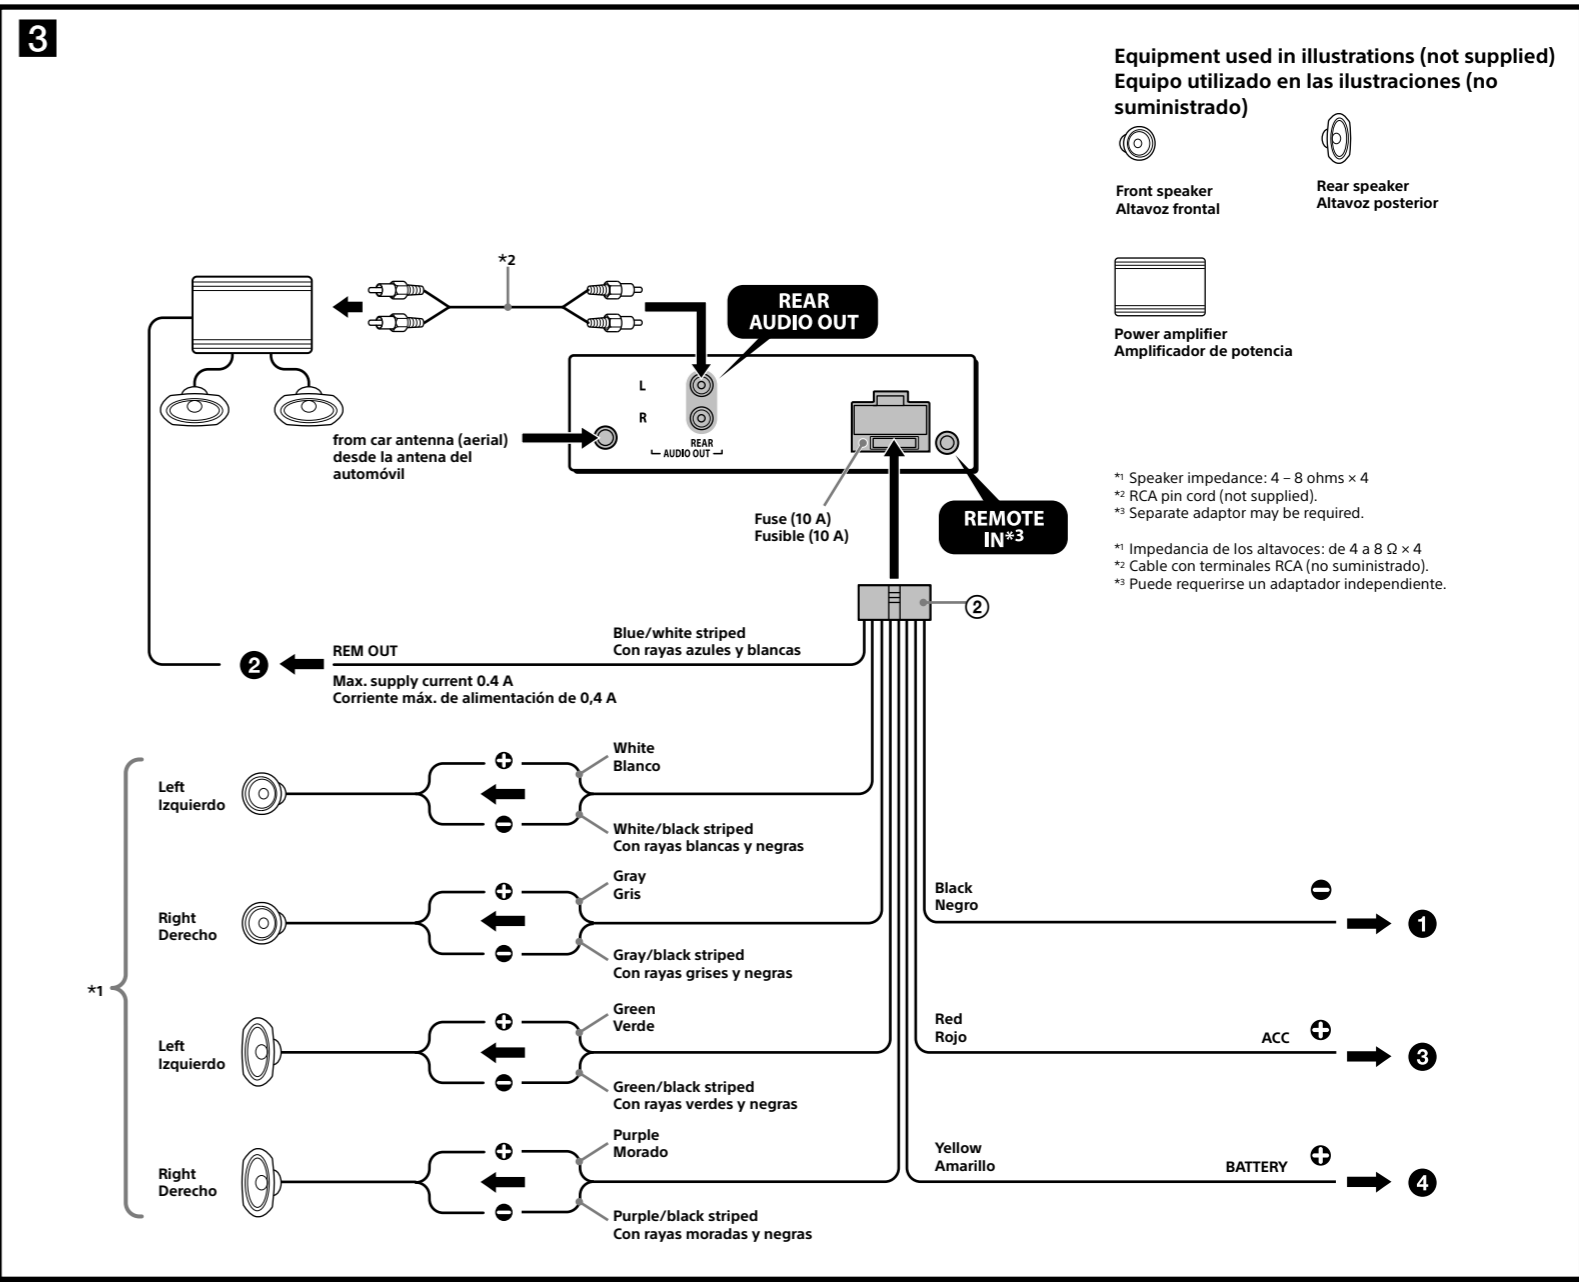 3
Equipment used in illustrations (not supplied)
Equipo utilizado en las ilustraciones (no
suministrado)
Front speaker
Altavoz frontal
Rear speaker
Altavoz posterior
Power amplifier
Amplificador de potencia
*2
REAR
AUDIO OUT
L
R
REAR
AUDIO OUT
from car antenna (aerial)
desde la antena del
automóvil
Fuse (10 A)
Fusible (10 A)
REMOTE
IN*3
*1 Speaker impedance: 4 – 8 ohms × 4
*2 RCA pin cord (not supplied).
*3 Separate adaptor may be required.
*1 Impedancia de los altavoces: de 4 a 8 Ω × 4
*2 Cable con terminales RCA (no suministrado).
*3 Puede requerirse un adaptador independiente.
②
❷
REM OUT
Blue/white striped
Con rayas azules y blancas
Max. supply current 0.4 A
Corriente máx. de alimentación de 0,4 A
*1
Left
Izquierdo
+
−
White
Blanco
White/black striped
Con rayas blancas y negras
Right
Derecho
+
−
Gray
Gris
Gray/black striped
Con rayas grises y negras
Left
Izquierdo
+
−
Green
Verde
Green/black striped
Con rayas verdes y negras
Right
Derecho
+
−
Purple
Morado
Purple/black striped
Con rayas moradas y negras
Black
Negro
−
❶
Red
Rojo
ACC +
❸
Yellow
Amarillo
BATTERY +
❹